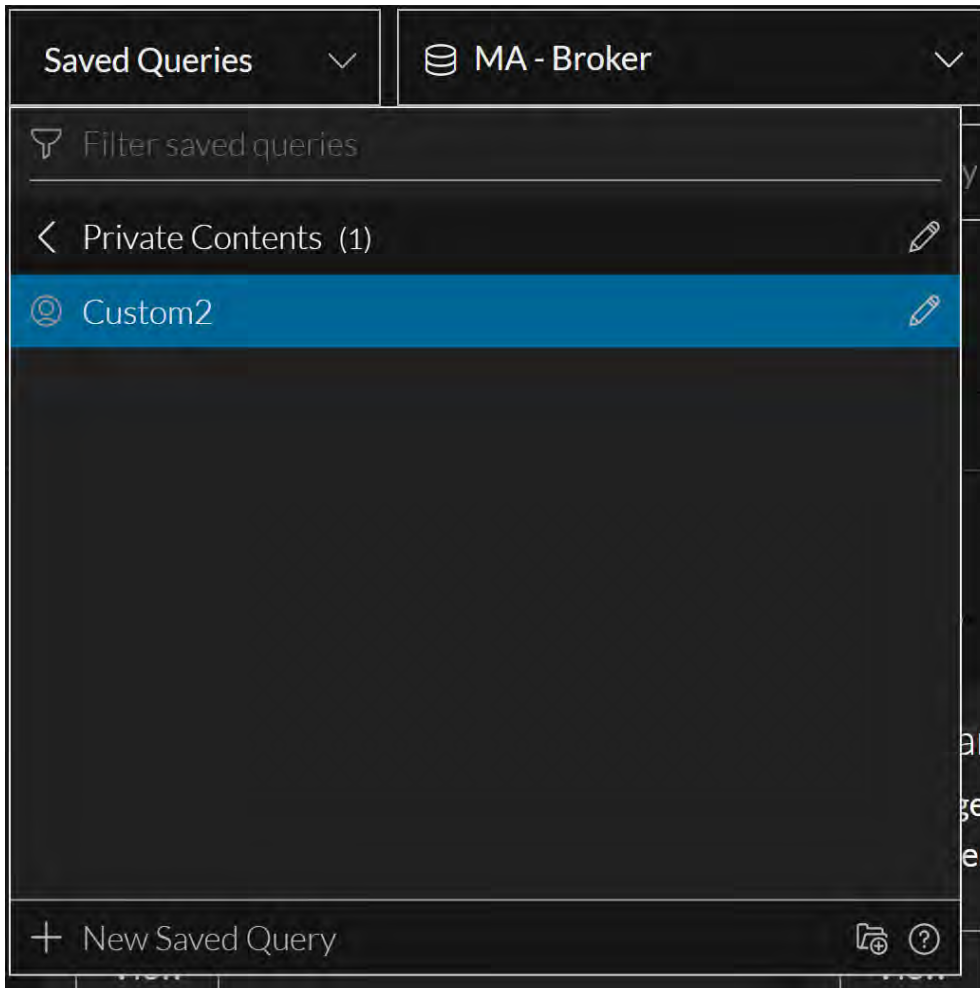 Saved Queries
MA - Broker
Filter saved queries
Private Contents (1)
Custom2
New Saved Query